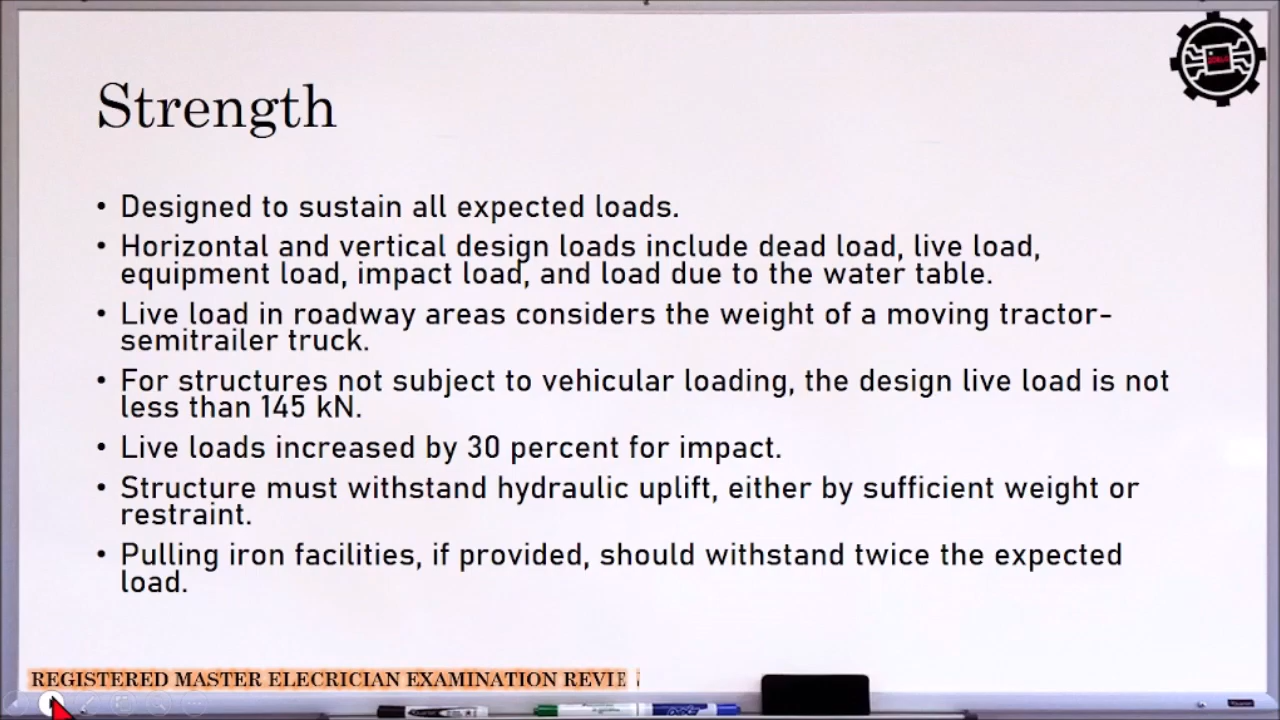 Strength
• Designed to sustain all expected loads.
• Horizontal and vertical design loads include dead load, live load,
equipment load, impact load, and load due to the water table.
• Live load in roadway areas considers the weight of a moving tractor-
semitrailer truck.
• For structures not subject to vehicular loading, the design live load is not
less than 145 kN.
• Live loads increased by 30 percent for impact.
• Structure must withstand hydraulic uplift, either by sufficient weight or
restraint.
• Pulling iron facilities, if provided, should withstand twice the expected
load.
REGISTERED MASTER ELECRICIAN EXAMINATION REVIE